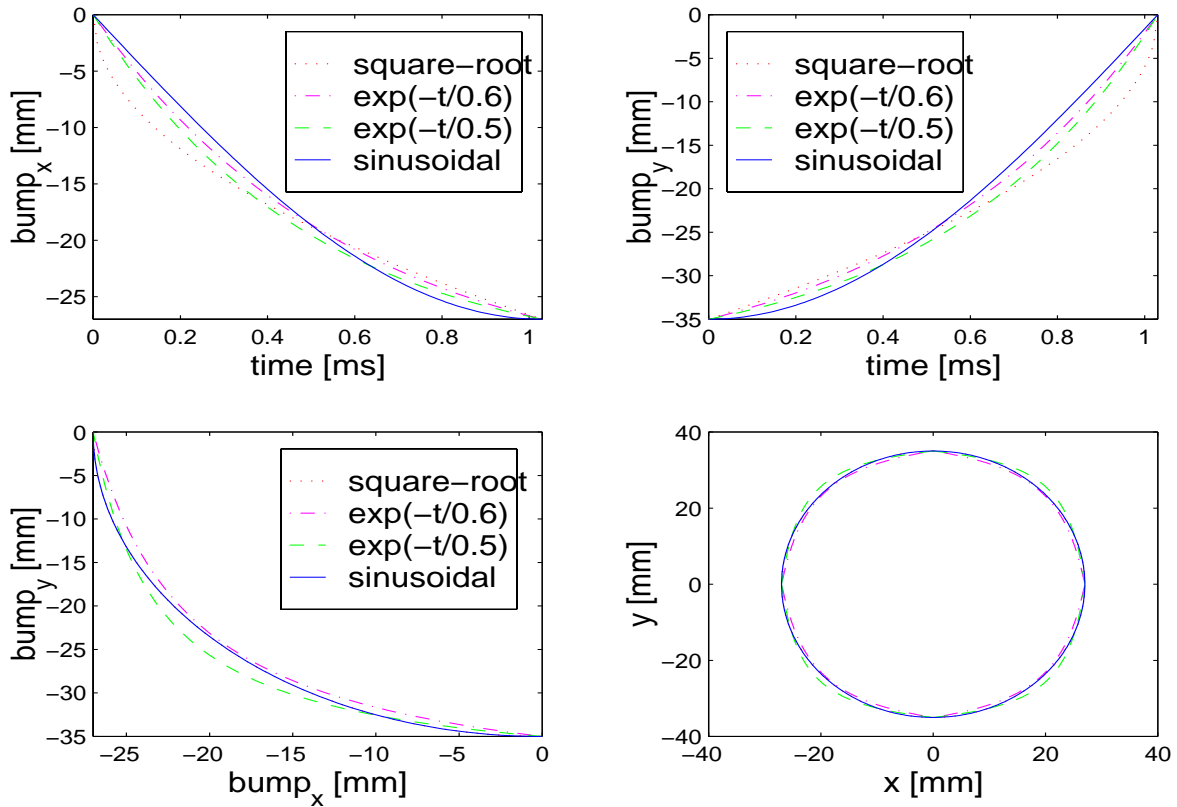 0
−5
−10
−15
−20
−25
bump_x [mm]
0 0.2 0.4 0.6 0.8 1
time [ms]
square−root
exp(−t/0.6)
exp(−t/0.5)
sinusoidal
0
−5
−10
−15
−20
−25
−30
−35
bump_y [mm]
0 0.2 0.4 0.6 0.8 1
time [ms]
square−root
exp(−t/0.6)
exp(−t/0.5)
sinusoidal
0
−5
−10
−15
−20
−25
−30
−35
bump_y [mm]
−25 −20 −15 −10 −5 0
bump_x [mm]
square−root
exp(−t/0.6)
exp(−t/0.5)
sinusoidal
40
20
0
−20
−40
y [mm]
−40 −20 0 20 40
x [mm]